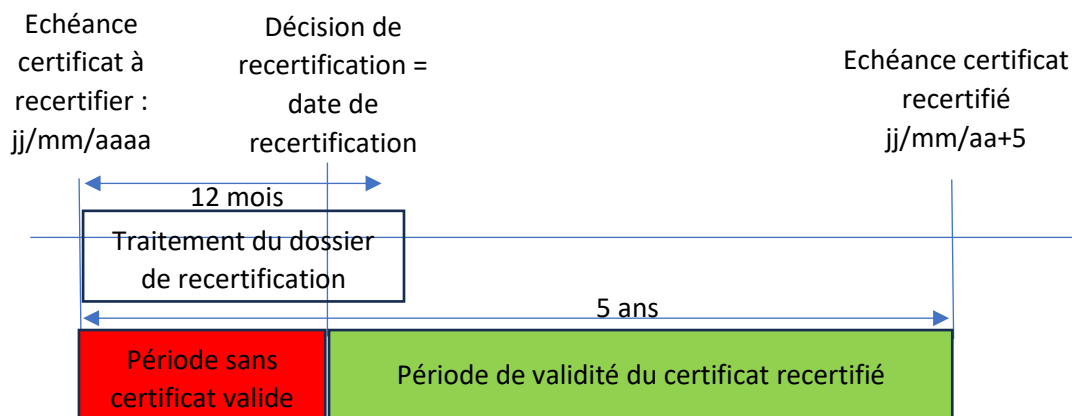 Echéance
certificat à
recertifier :
jj/mm/aaaa
Décision de
recertification =
date de
recertification
Echéance certificat
recertifié
jj/mm/aa+5
12 mois
Traitement du dossier
de recertification
5 ans
Période sans
certificat valide
Période de validité du certificat recertifié